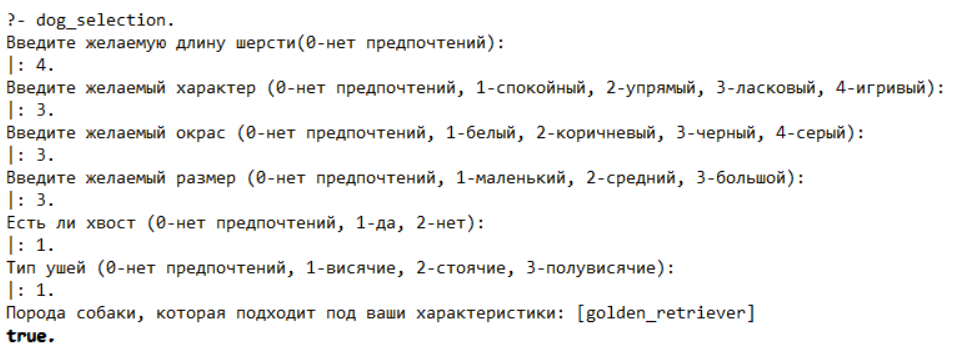 ?- dog_selection.
Введите желаемую длину шерсти(0-нет предпочтений):
|: 4.
Введите желаемый характер (0-нет предпочтений, 1-спокойный, 2-упрямый, 3-ласковый, 4-игривый):
|: 3.
Введите желаемый окрас (0-нет предпочтений, 1-белый, 2-коричневый, 3-черный, 4-серый):
|: 3.
Введите желаемый размер (0-нет предпочтений, 1-маленький, 2-средний, 3-большой):
|: 3.
Есть ли хвост (0-нет предпочтений, 1-да, 2-нет):
|: 1.
Тип ушей (0-нет предпочтений, 1-висячие, 2-стоячие, 3-полувисячие):
|: 1.
Порода собаки, которая подходит под ваши характеристики: [golden_retriever]
true.